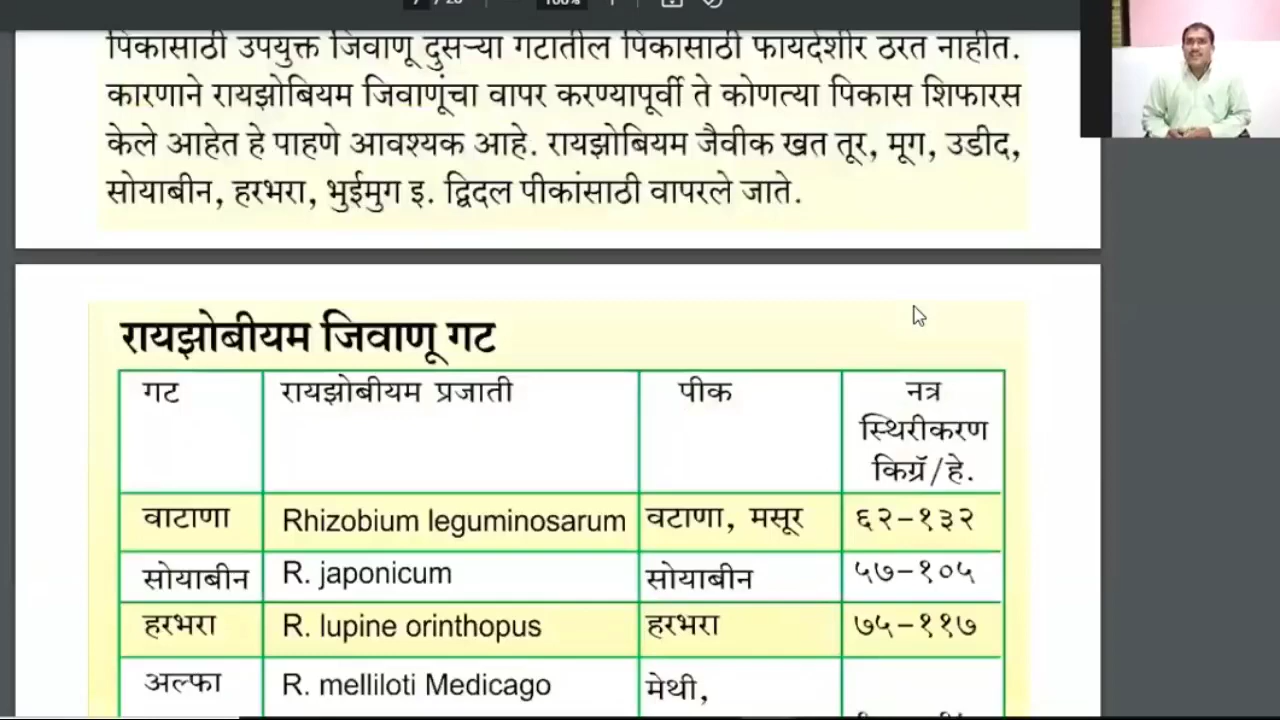 पिकासाठी उपयुक्त जिवाणू दुसऱ्या गटातील पिकासाठी फायदेशीर ठरत नाहीत.
कारणाने रायझोबियम जिवाणूंचा वापर करण्यापूर्वी ते कोणत्या पिकास शिफारस
केले आहेत हे पाहणे आवश्यक आहे. रायझोबियम जैवीक खत तूर, मूग, उडीद,
सोयाबीन, हरभरा, भुईमुग इ. द्विदल पीकांसाठी वापरले जाते.
रायझोबीयम जिवाणू गट
गट रायझोबीयम प्रजाती पीक नत्र
स्थिरीकरण
किग्रॅ/हे.
वाटाणा Rhizobium leguminosarum वटाणा, मसूर ६२-१३२
सोयाबीन R. japonicum सोयाबीन ५७-१०५
हरभरा R. lupine orinthopus हरभरा ७५-११७
अल्फा R. melliloti Medicago मेथी,